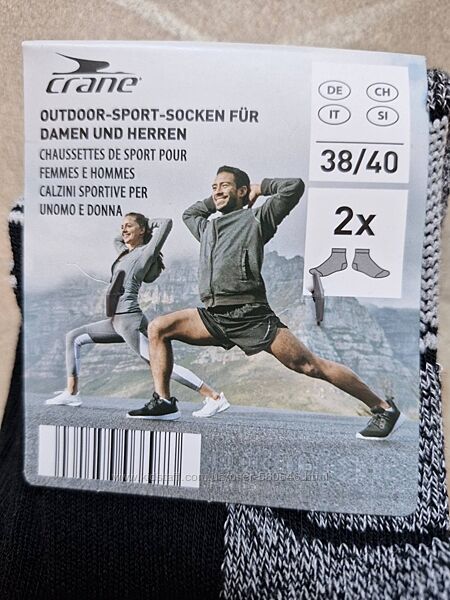 crane
OUTDOOR-SPORT-SOCKEN FÜR
DAMEN UND HERREN
CHAUSSETTES DE SPORT POUR
FEMMES E HOMMES
CALZINI SPORTIVE PER
UNOMO E DONNA
DE CH
IT SI
38/40
2x